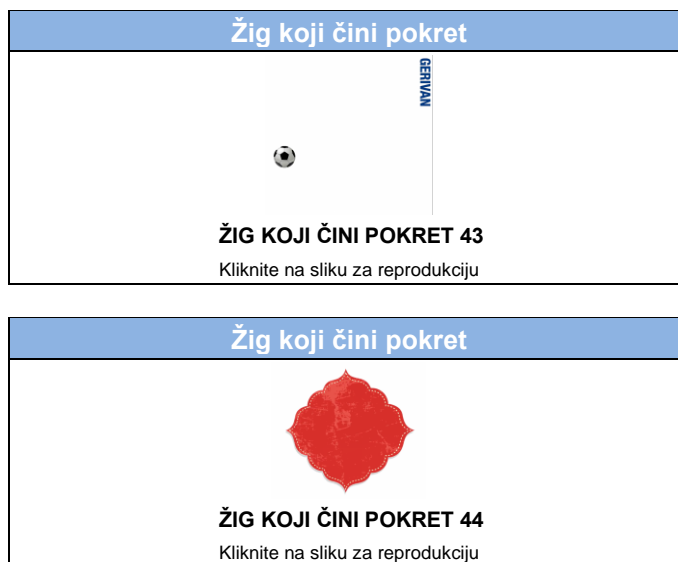 Žig koji čini pokret
GERIVAN
ŽIG KOJI ČINI POKRET 43
Kliknite na sliku za reprodukciju
Žig koji čini pokret
ŽIG KOJI ČINI POKRET 44
Kliknite na sliku za reprodukciju